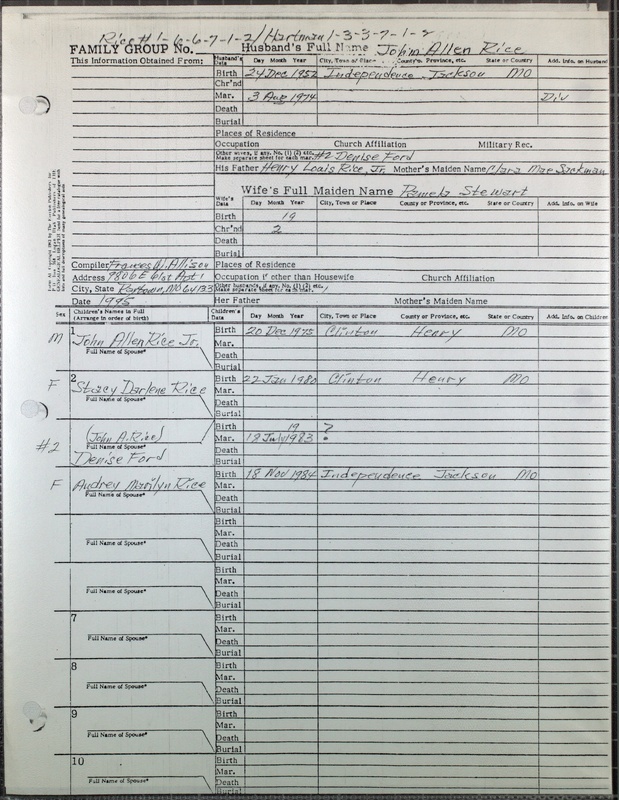 Rice #1-6-6-7-1-2/Hartman 1-3-3-7-1-2
FAMILY GROUP No. Husband's Full Name John Allen Rice
This Information Obtained From: Husband's Data Day Month Year City, Town or Place County or Province, etc. State or Country Add. Info. on Husband
Birth 24 Dec 1952 Independence Jackson MO
Chr'nd
Mar. 3 Aug 1974 Div
Death
Burial
Places of Residence
Occupation Church Affiliation Military Rec.
Other wives, if any. No. (1) (2) etc. Make separate sheet for each mar. #2 Denise Ford
His Father Henry Louis Rice, Jr. Mother's Maiden Name Clara Mae
Wife's Full Maiden Name Pamela Stewart
Wife's Data Day Month Year City, Town or Place County or Province, etc. State or Country Add. Info. on Wife
Birth 19
Chr'nd 2
Death
Burial
Compiler Frances H. Allison Places of Residence
Address 7806 E 61st Apt 1 Occupation if other than Housewife Church Affiliation
City, State MO 64133 Other husbands, if any. No. (1) (2) etc. Make separate sheet for each mar.
Date 1995 Her Father Mother's Maiden Name
Sex Children's Names in Full (Arrange in order of birth) Children's Data Day Month Year City, Town or Place County or Province, etc. State or Country Add. Info. on Children
1 Birth 20 Dec 1975 Clinton Henry MO
M John Allen Rice Jr. Mar.
Full Name of Spouse* Death
Burial
2 Birth 22 Jan 1980 Clinton Henry MO
F Stacy Darlene Rice Mar.
Full Name of Spouse* Death
Burial
Birth 19 ?
(John A. Rice) Mar. 18 July 1983
#2 Full Name of Spouse* Death
Denise Ford Burial
Birth 18 Nov 1984 Independence Jackson MO
F Audrey Marilyn Rice Mar.
Full Name of Spouse* Death
Burial
Birth
Mar.
Full Name of Spouse* Death
Burial
Birth
Mar.
Full Name of Spouse* Death
Burial
7 Birth
Mar.
Full Name of Spouse* Death
Burial
8 Birth
Mar.
Full Name of Spouse* Death
Burial
9 Birth
Mar.
Full Name of Spouse* Death
Burial
10 Birth
Mar.
Full Name of Spouse* Death
Burial